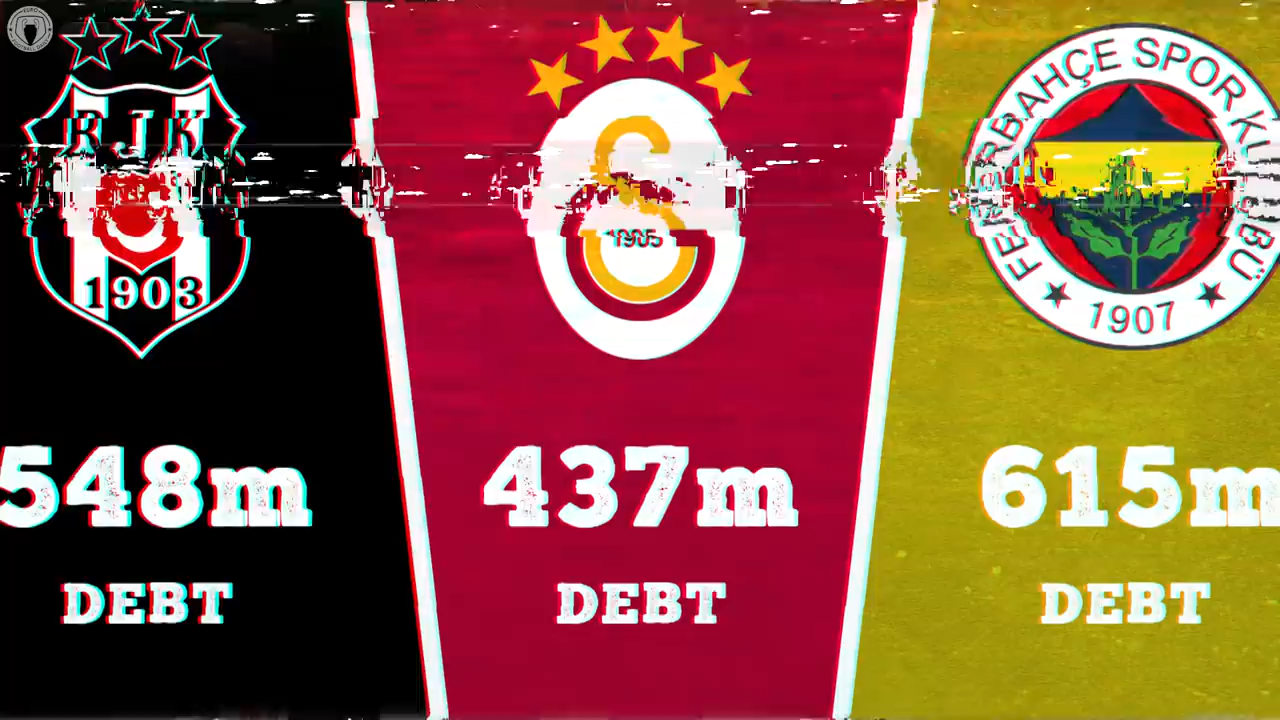 BJK
1903
548m
DEBT
1905
437m
DEBT
FENERBAHÇE SPOR KULÜBÜ
1907
615m
DEBT